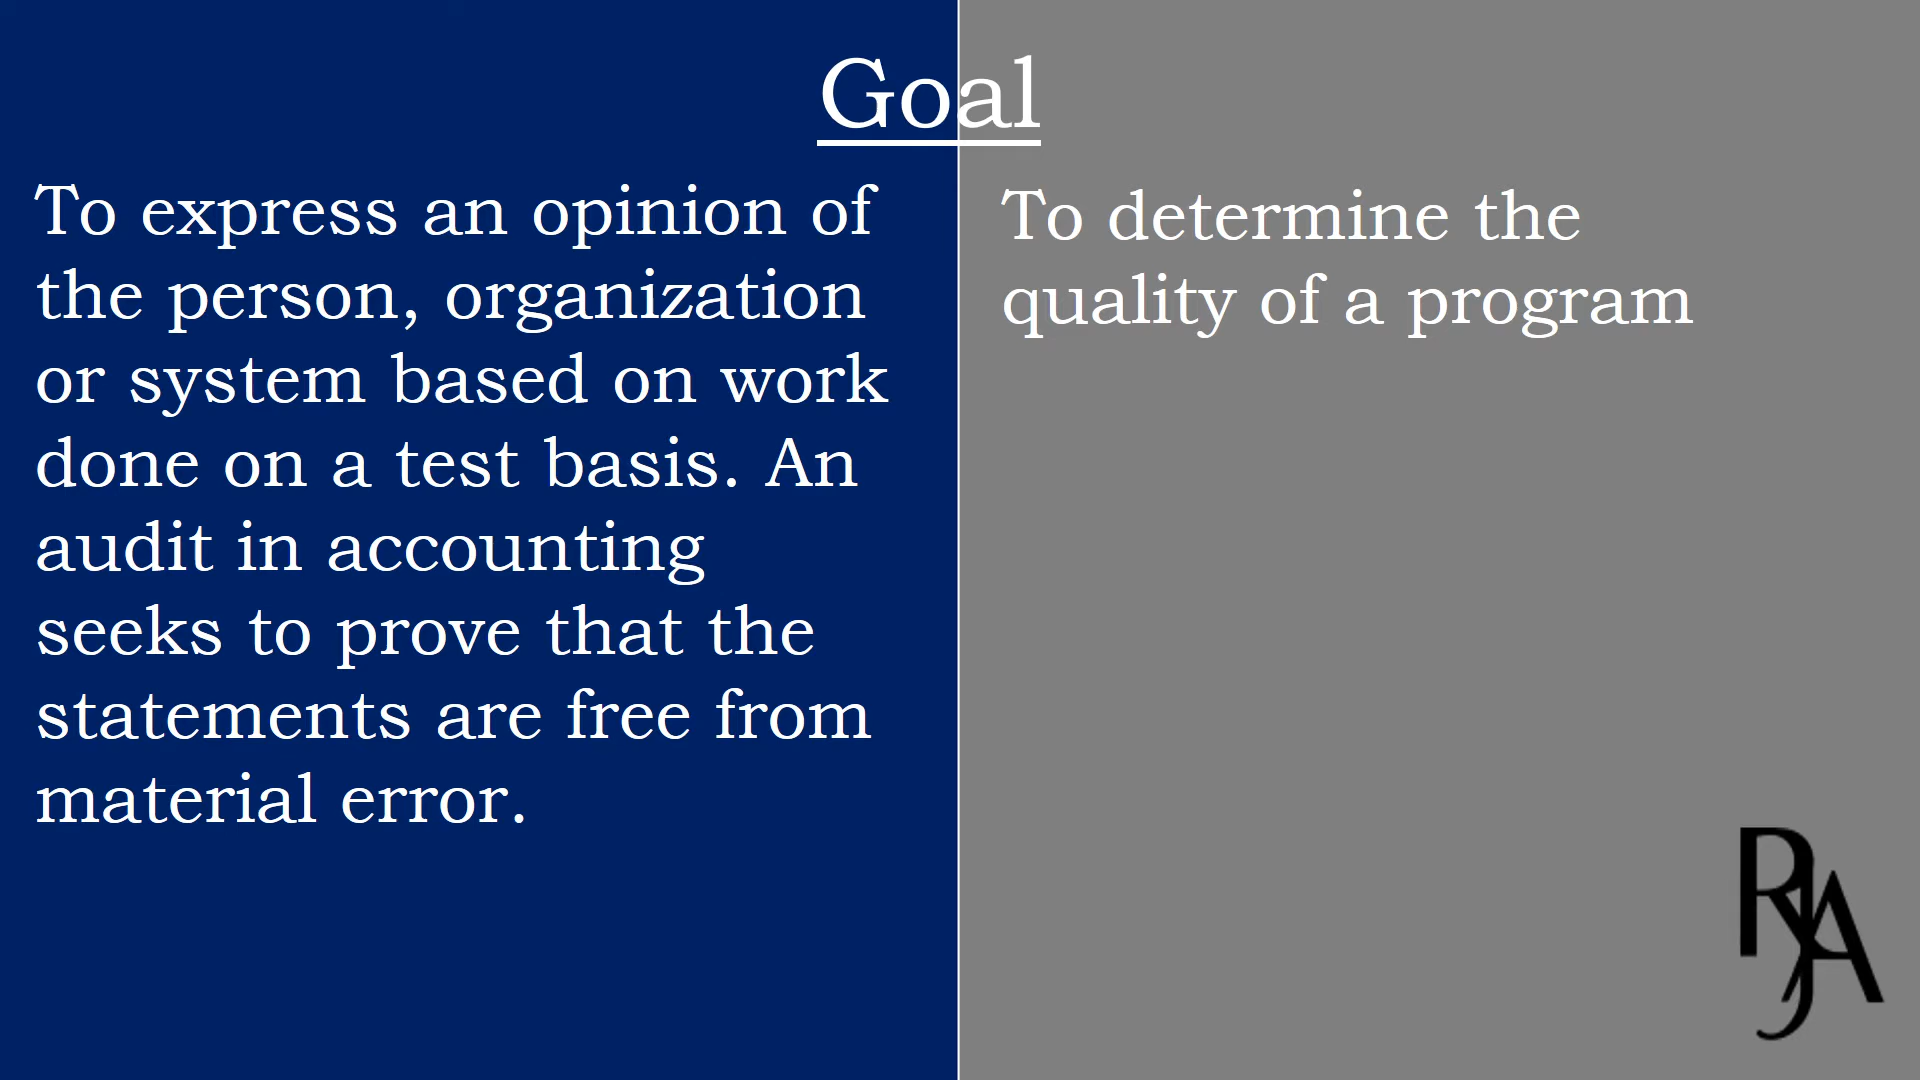 Goal
To express an opinion of
the person, organization
or system based on work
done on a test basis. An
audit in accounting
seeks to prove that the
statements are free from
material error.
To determine the
quality of a program
RJA